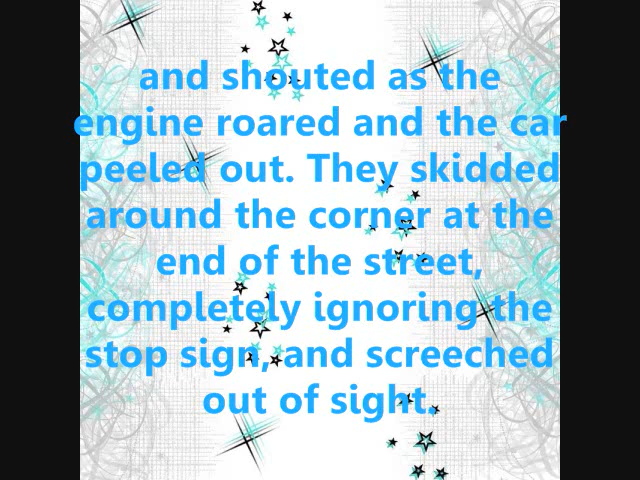 and shouted as the
engine roared and the car
peeled out. They skidded
around the corner at the
end of the street,
completely ignoring the
stop sign, and screeched
out of sight.